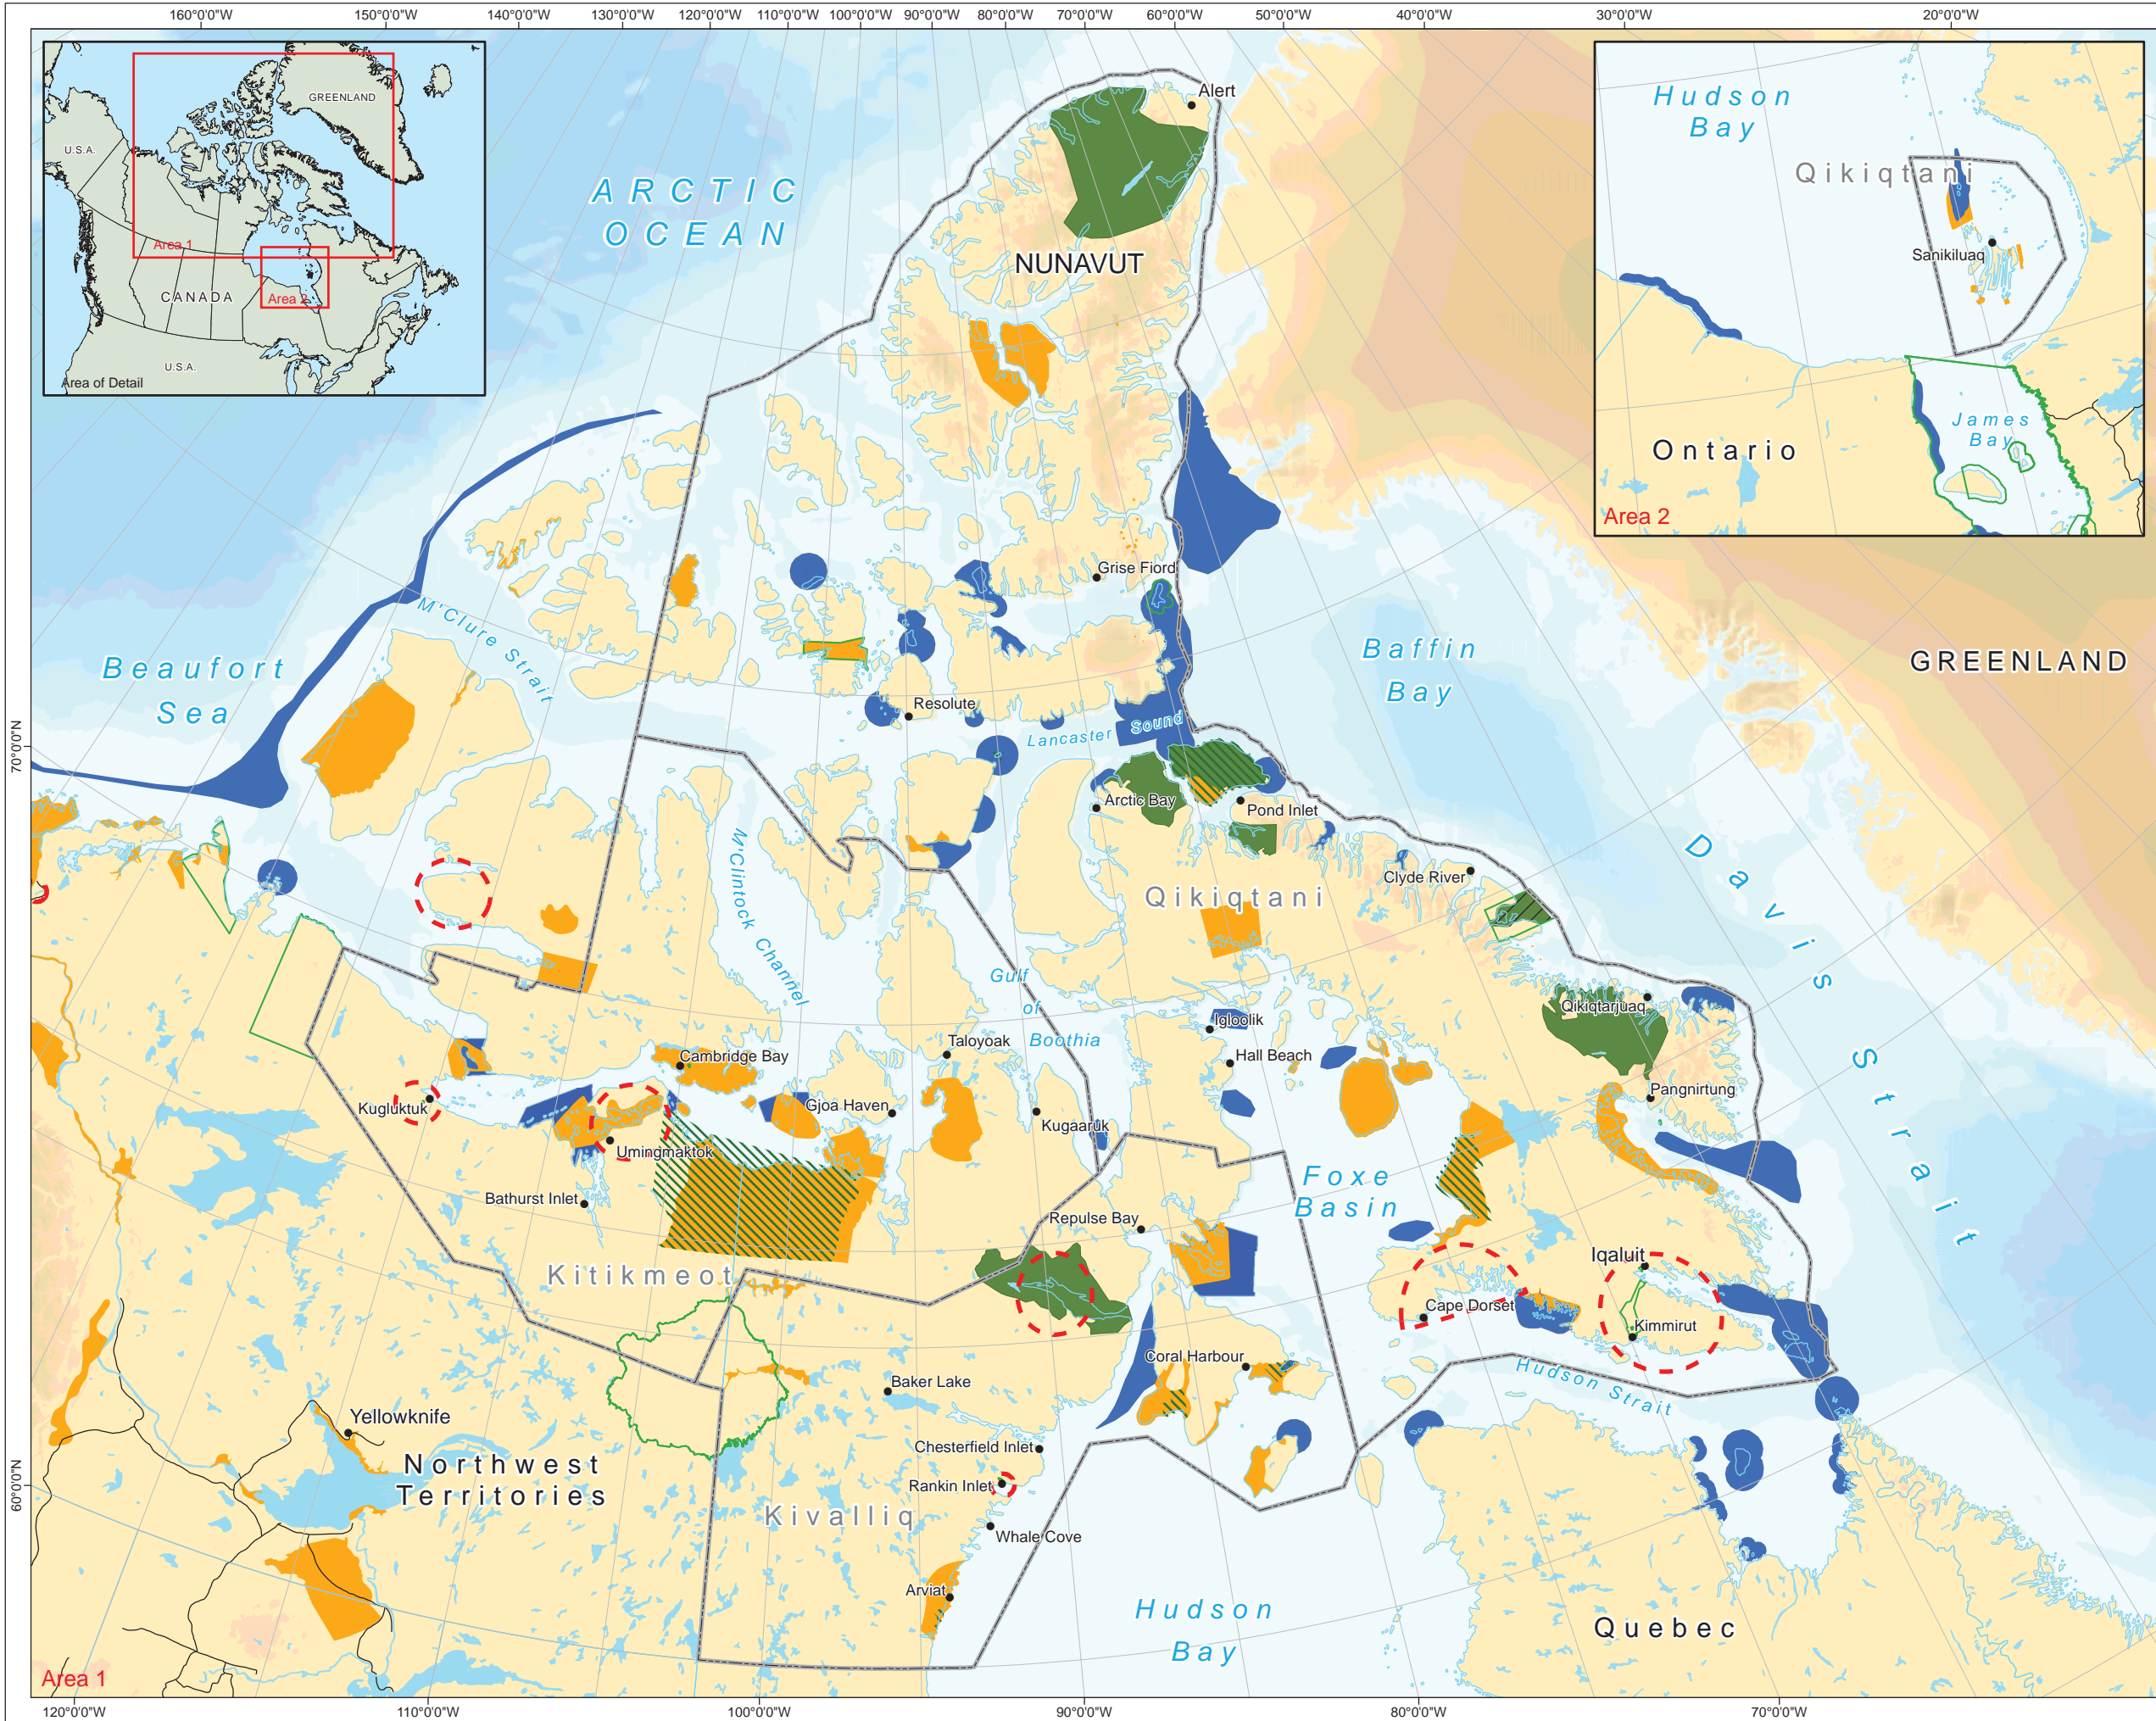 160°0'0"W 150°0'0"W 140°0'0"W 130°0'0"W 120°0'0"W 110°0'0"W 100°0'0"W 90°0'0"W 80°0'0"W 70°0'0"W 60°0'0"W 50°0'0"W 40°0'0"W 30°0'0"W 20°0'0"W
GREENLAND
U.S.A.
Area 1
CANADA
Area 2
U.S.A.
Area of Detail
Hudson
Bay
Qikiqtani
Sanikiluaq
James
Bay
Ontario
Area 2
Alert
ARCTIC
OCEAN
NUNAVUT
Grise Fiord
M'Clure Strait
Beaufort
Sea
Baffin
Bay
GREENLAND
Resolute
Lancaster Sound
70°0'0"N
Arctic Bay
Pond Inlet
M'Clintock Channel
Clyde River
Qikiqtani
Davis Strait
Gulf
of
Boothia
Qikiqtarjuaq
Igloolik
Taloyoak
Hall Beach
Cambridge Bay
Pangnirtung
Kugluktuk
Gjoa Haven
Kugaaruk
Umingmaktok
Foxe
Basin
Bathurst Inlet
Repulse Bay
Iqaluit
Kitikmeot
Cape Dorset
Kimmirut
Coral Harbour
Hudson Strait
Baker Lake
Yellowknife
Chesterfield Inlet
Northwest
Territories
Rankin Inlet
60°0'0"N
Kivalliq
Whale Cove
Arviat
Hudson
Bay
Quebec
Area 1
120°0'0"W 110°0'0"W 100°0'0"W 90°0'0"W 80°0'0"W 70°0'0"W